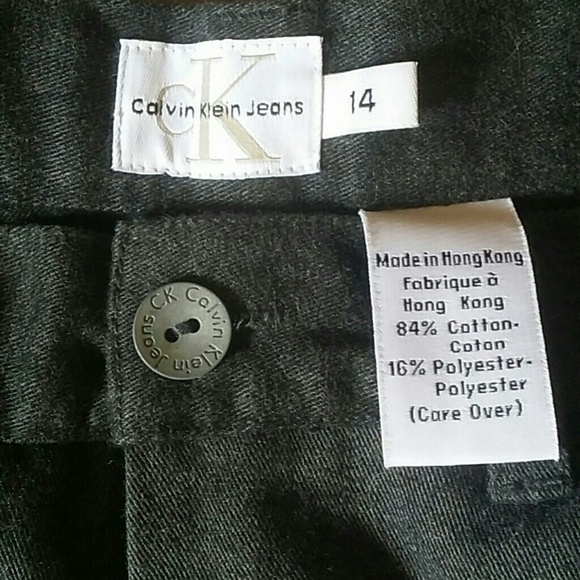 CK
Calvin Klein Jeans
14
CK Calvin Klein Jeans
Made in Hong Kong
Fabrique à
Hong Kong
84% Cotton-
Coton
16% Polyester-
Polyester
(Care Over)